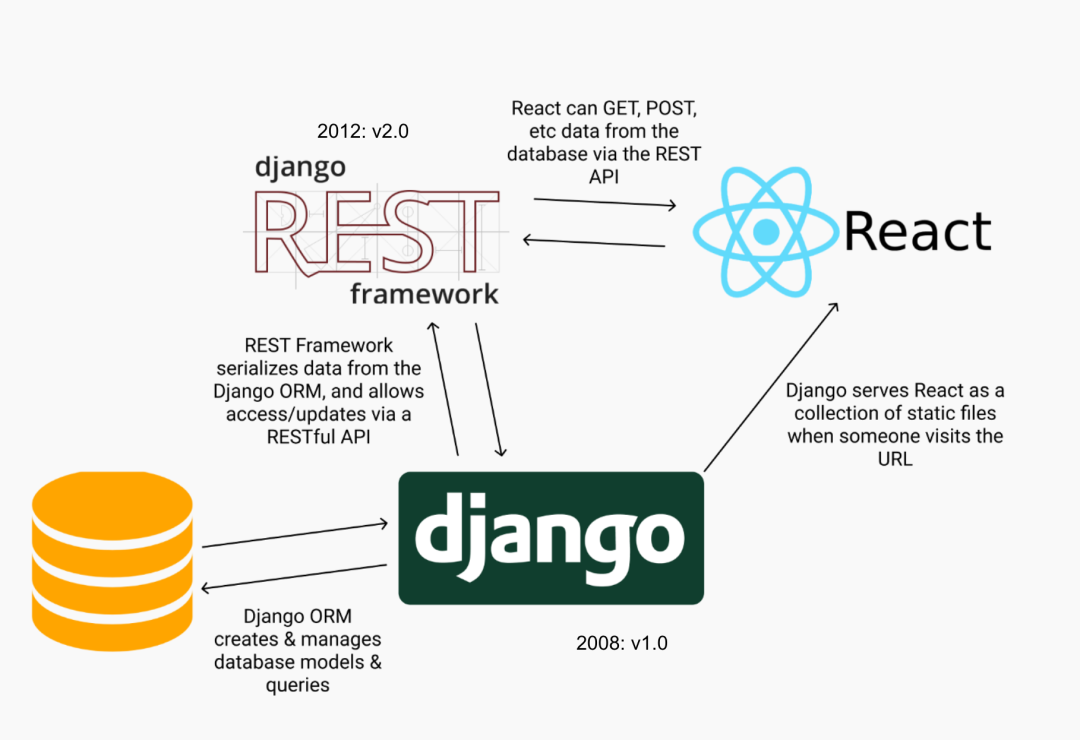 2012: v2.0
django
REST
framework
React can GET, POST,
etc data from the
database via the REST
API
React
REST Framework
serializes data from the
Django ORM, and allows
access/updates via a
RESTful API
Django serves React as a
collection of static files
when someone visits the
URL
django
Django ORM
creates & manages
database models &
queries
2008: v1.0